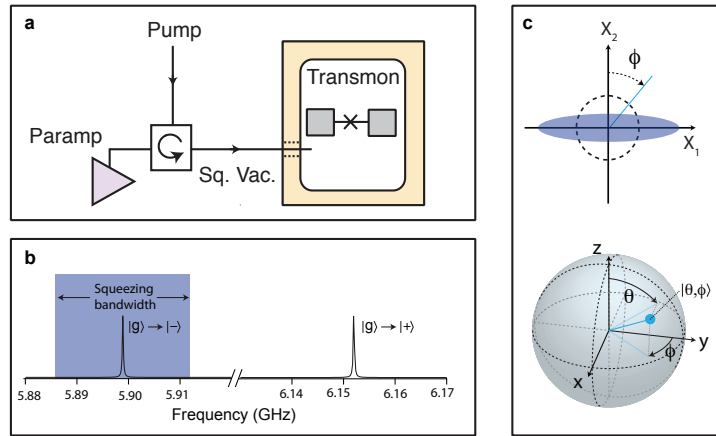 a
Pump
Paramp
Sq. Vac.
Transmon
b
Squeezing
bandwidth
|g⟩→|−⟩
|g⟩→|+⟩
5.88 5.89 5.90 5.91 6.14 6.15 6.16 6.17
Frequency (GHz)
c
X₂
ϕ
X₁
z
θ
|θ,ϕ⟩
y
ϕ
x